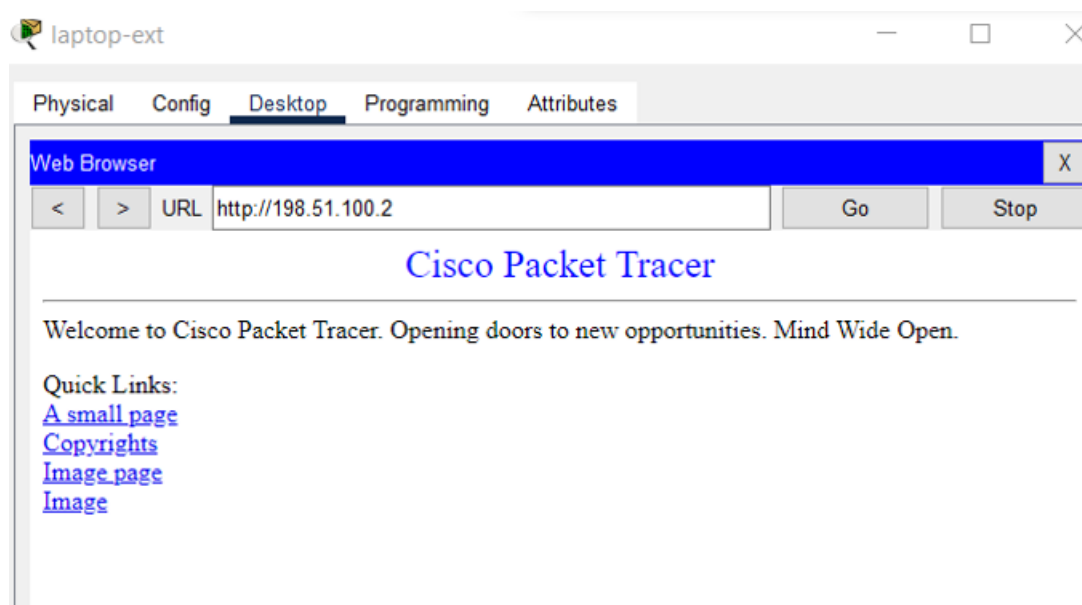 laptop-ext
Physical Config Desktop Programming Attributes
Web Browser X
< > URL http://198.51.100.2 Go Stop
Cisco Packet Tracer
Welcome to Cisco Packet Tracer. Opening doors to new opportunities. Mind Wide Open.
Quick Links:
A small page
Copyrights
Image page
Image